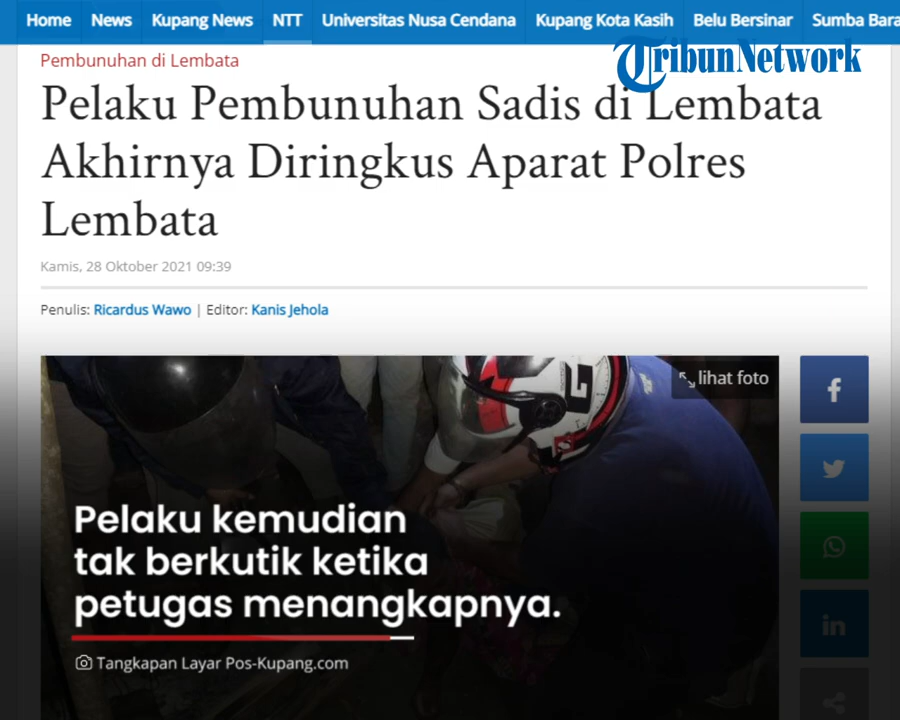 Home News Kupang News NTT Universitas Nusa Cendana Kupang Kota Kasih Belu Bersinar Sumba Bara
Pembunuhan di Lembata
TribunNetwork
Pelaku Pembunuhan Sadis di Lembata
Akhirnya Diringkus Aparat Polres
Lembata
Kamis, 28 Oktober 2021 09:39
Penulis: Ricardus Wawo | Editor: Kanis Jehola
lihat foto
G
Pelaku kemudian
tak berkutik ketika
petugas menangkapnya.
Tangkapan Layar Pos-Kupang.com